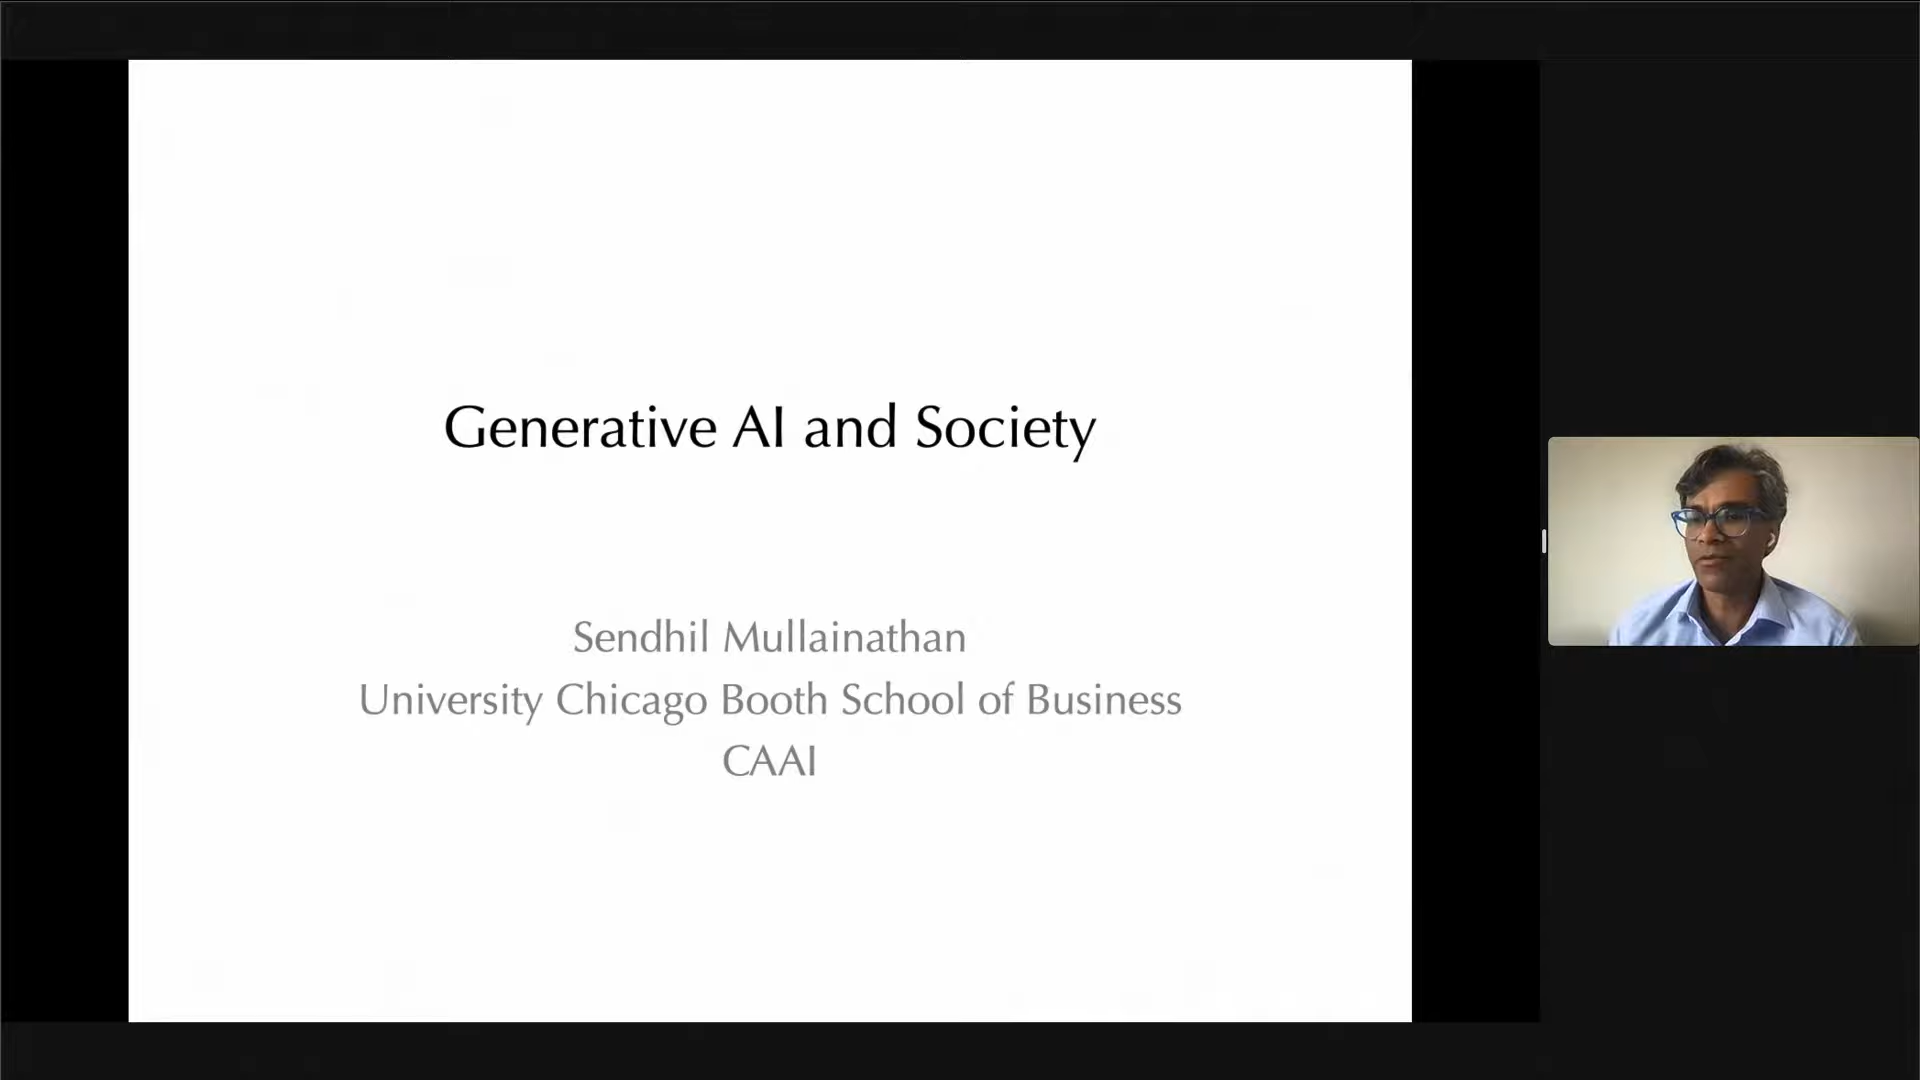 Generative AI and Society
Sendhil Mullainathan
University Chicago Booth School of Business
CAAI